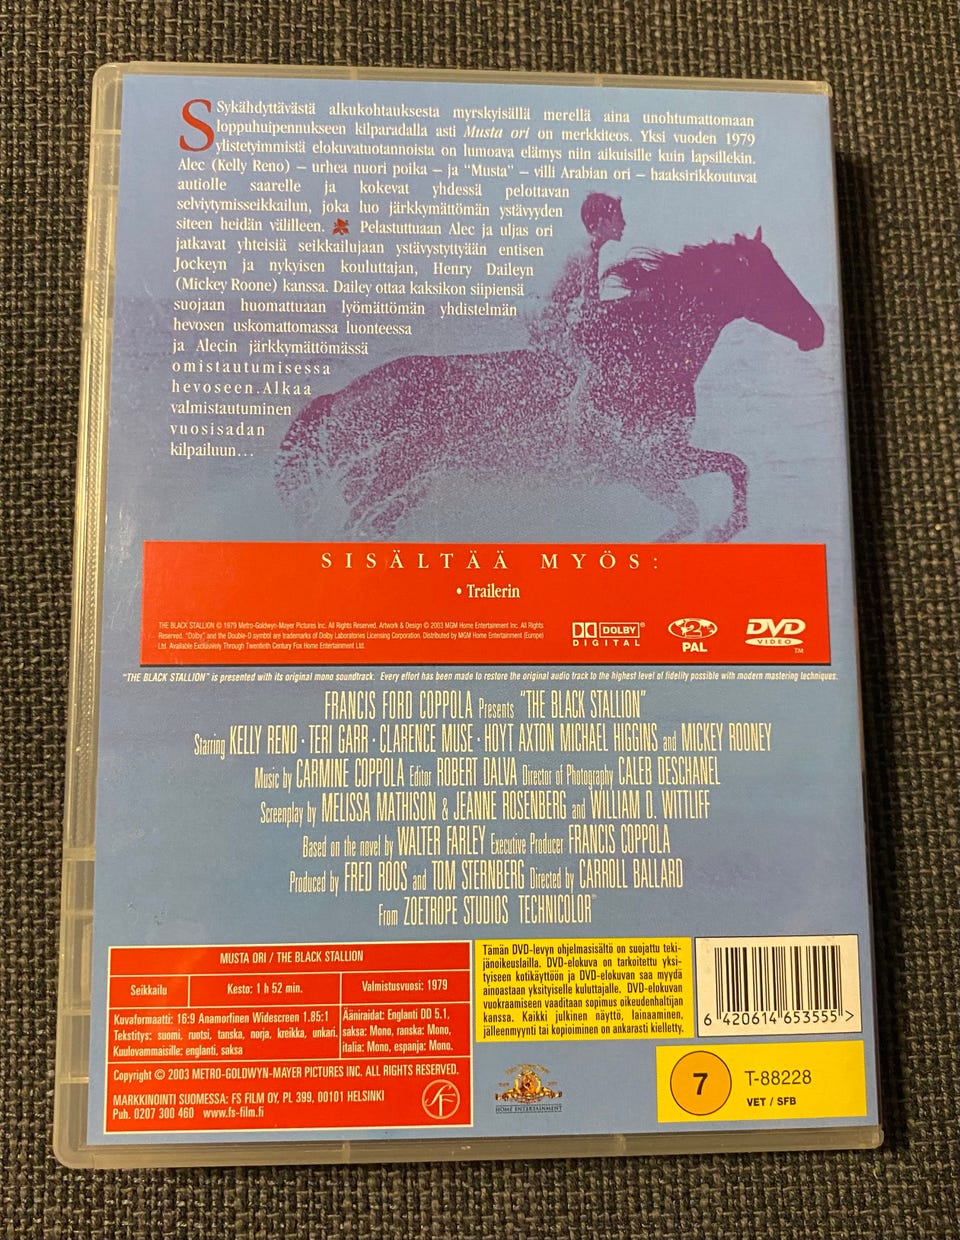 Sykähdyttävästä alkukohtauksesta myrskyisällä merellä aina unohtumattomaan
loppuhuipennukseen kilparadalla asti Musta ori on merkkiteos. Yksi vuoden 1979
ylistetyimmistä elokuvatuotannoista on lumoava elämys niin aikuisille kuin lapsillekin.
Alec (Kelly Reno) – urhea nuori poika – ja "Musta" – villi Arabian ori – haaksirikkoutuvat
autiolle saarelle ja kokevat yhdessä pelottavan
selviytymisseikkailun, joka luo järkkymättömän ystävyyden
siteen heidän välilleen. Pelastuttuaan Alec ja uljas ori
jatkavat yhteisiä seikkailujaan ystävystyttyään entisen
Jockeyn ja nykyisen kouluttajan, Henry Daileyn
(Mickey Roone) kanssa. Dailey ottaa kaksikon siipiensä
suojaan huomattuaan lyömättömän yhdistelmän
hevosen uskomattomassa luonteessa
ja Alecin järkkymättömässä
omistautumisessa
hevoseen.Alkaa
valmistautuminen
vuosisadan
kilpailuun...
SISÄLTÄÄ MYÖS:
• Trailerin
THE BLACK STALLION © 1979 Metro-Goldwyn-Mayer Pictures Inc. All Rights Reserved. Artwork & Design © 2003 MGM Home Entertainment Inc. All Rights
Reserved. "Dolby" and the Double-D symbol are trademarks of Dolby Laboratories Licensing Corporation. Distributed by MGM Home Entertainment (Europe)
Ltd. Available Exclusively Through Twentieth Century Fox Home Entertainment Ltd.
DOLBY®
DIGITAL
2
PAL
DVD
VIDEO
TM
"THE BLACK STALLION" is presented with its original mono soundtrack. Every effort has been made to restore the original audio track to the highest level of fidelity possible with modern mastering techniques.
FRANCIS FORD COPPOLA Presents "THE BLACK STALLION"
Starring KELLY RENO · TERI GARR · CLARENCE MUSE · HOYT AXTON MICHAEL HIGGINS and MICKEY ROONEY
Music by CARMINE COPPOLA Editor ROBERT DALVA Director of Photography CALEB DESCHANEL
Screenplay by MELISSA MATHISON & JEANNE ROSENBERG and WILLIAM D. WITTLIFF
Based on the novel by WALTER FARLEY Executive Producer FRANCIS COPPOLA
Produced by FRED ROOS and TOM STERNBERG Directed by CARROLL BALLARD
From ZOETROPE STUDIOS TECHNICOLOR®
MUSTA ORI / THE BLACK STALLION
Seikkailu
Kesto: 1 h 52 min.
Valmistusvuosi: 1979
Kuvaformaatti: 16:9 Anamorfinen Widescreen 1.85:1
Tekstitys: suomi, ruotsi, tanska, norja, kreikka, unkari.
Kuulovammaisille: englanti, saksa
Ääniraidat: Englanti DD 5.1,
saksa: Mono, ranska: Mono,
italia: Mono, espanja: Mono.
Copyright © 2003 METRO-GOLDWYN-MAYER PICTURES INC. ALL RIGHTS RESERVED.
MARKKINOINTI SUOMESSA: FS FILM OY, PL 399, 00101 HELSINKI
Puh. 0207 300 460 www.fs-film.fi
Tämän DVD-levyn ohjelmasisältö on suojattu teki-
jänoikeuslailla. DVD-elokuva on tarkoitettu yksi-
tyiseen kotikäyttöön ja DVD-elokuvan saa myydä
ainoastaan yksityiselle kuluttajalle. DVD-elokuvan
vuokraamiseen vaaditaan sopimus oikeudenhaltijan
kanssa. Kaikki julkinen näyttö, lainaaminen,
jälleenmyynti tai kopioiminen on ankarasti kielletty.
6 420614 653555 >
HOME ENTERTAINMENT
7
T-88228
VET / SFB